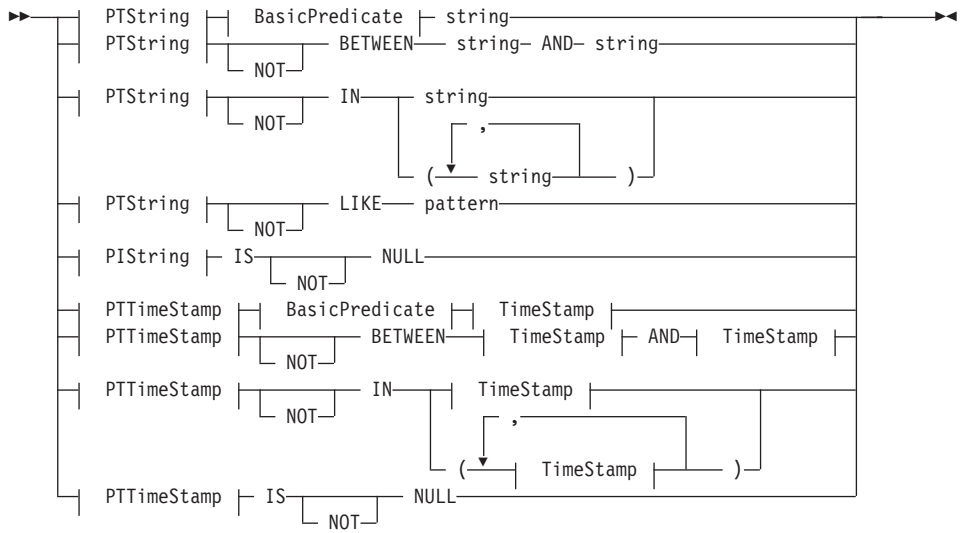 PTString BasicPredicate string
PTString BETWEEN string AND string
NOT
PTString IN string
NOT ,
( string )
PTString LIKE pattern
NOT
PIString IS NULL
NOT
PTTimeStamp BasicPredicate TimeStamp
PTTimeStamp BETWEEN TimeStamp AND TimeStamp
NOT
PTTimeStamp IN TimeStamp
NOT ,
( TimeStamp )
PTTimeStamp IS NULL
NOT